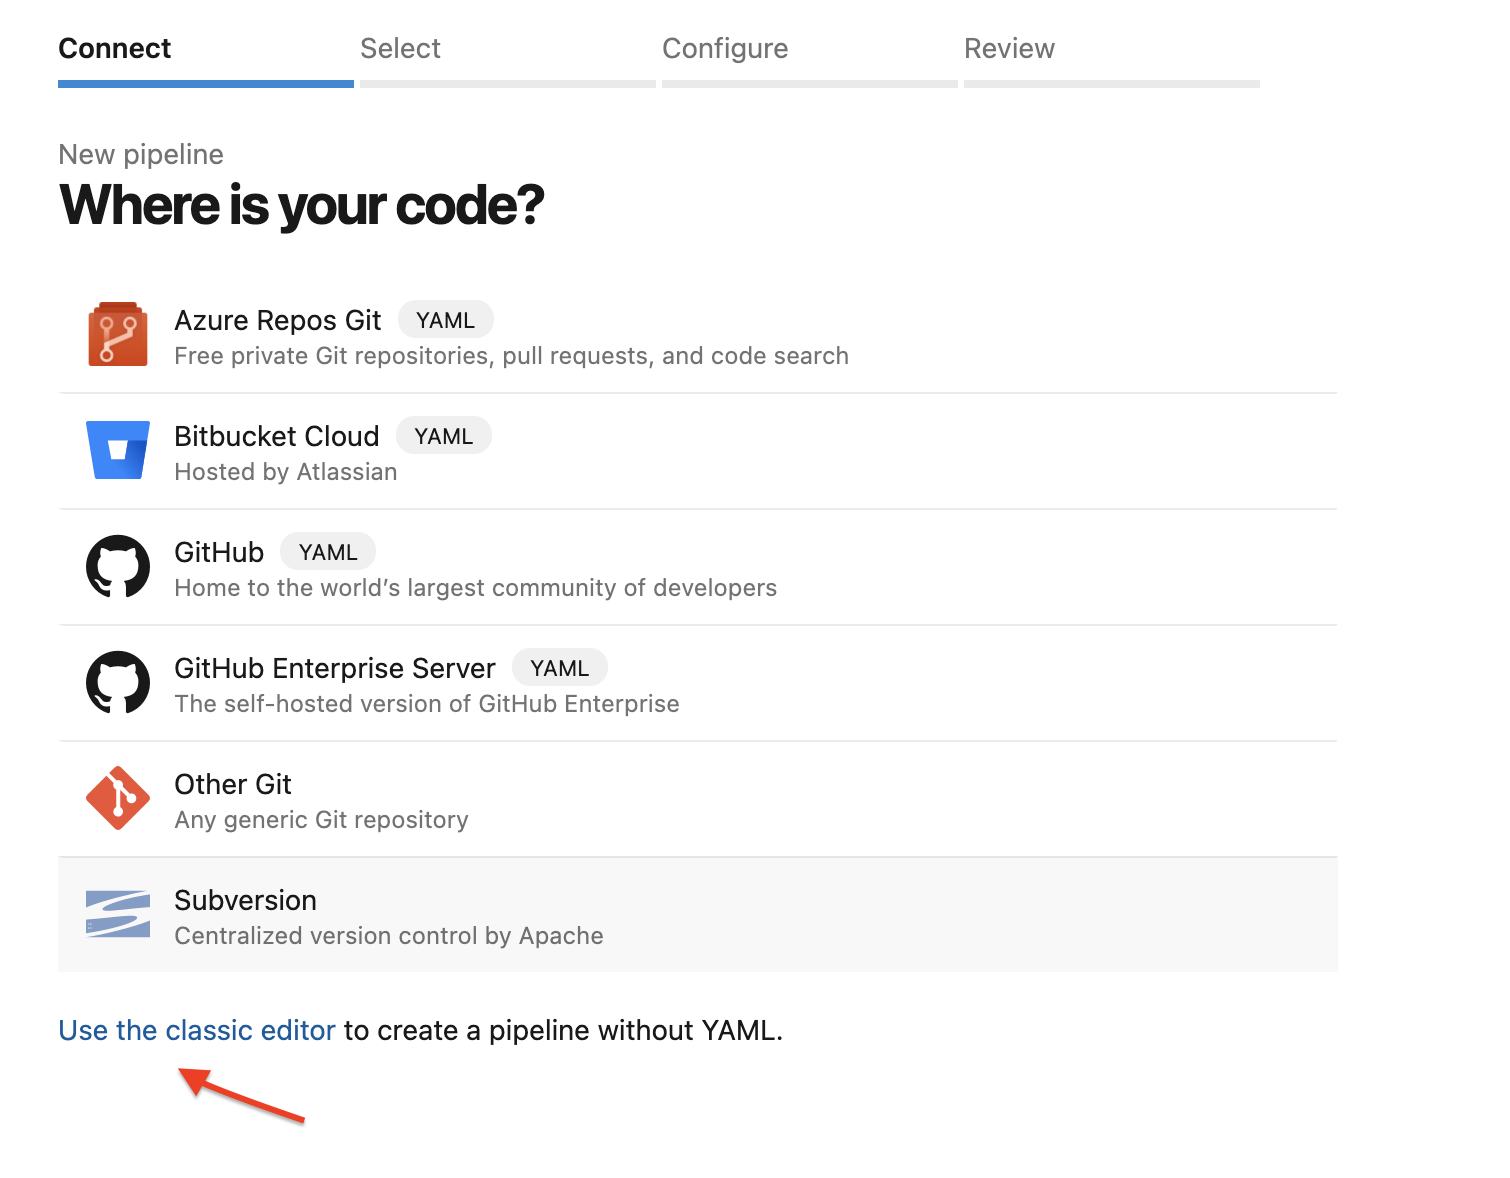 Connect
Select
Configure
Review
New pipeline
Where is your code?
Azure Repos Git YAML
Free private Git repositories, pull requests, and code search
Bitbucket Cloud YAML
Hosted by Atlassian
GitHub YAML
Home to the world’s largest community of developers
GitHub Enterprise Server YAML
The self-hosted version of GitHub Enterprise
Other Git
Any generic Git repository
Subversion
Centralized version control by Apache
Use the classic editor to create a pipeline without YAML.